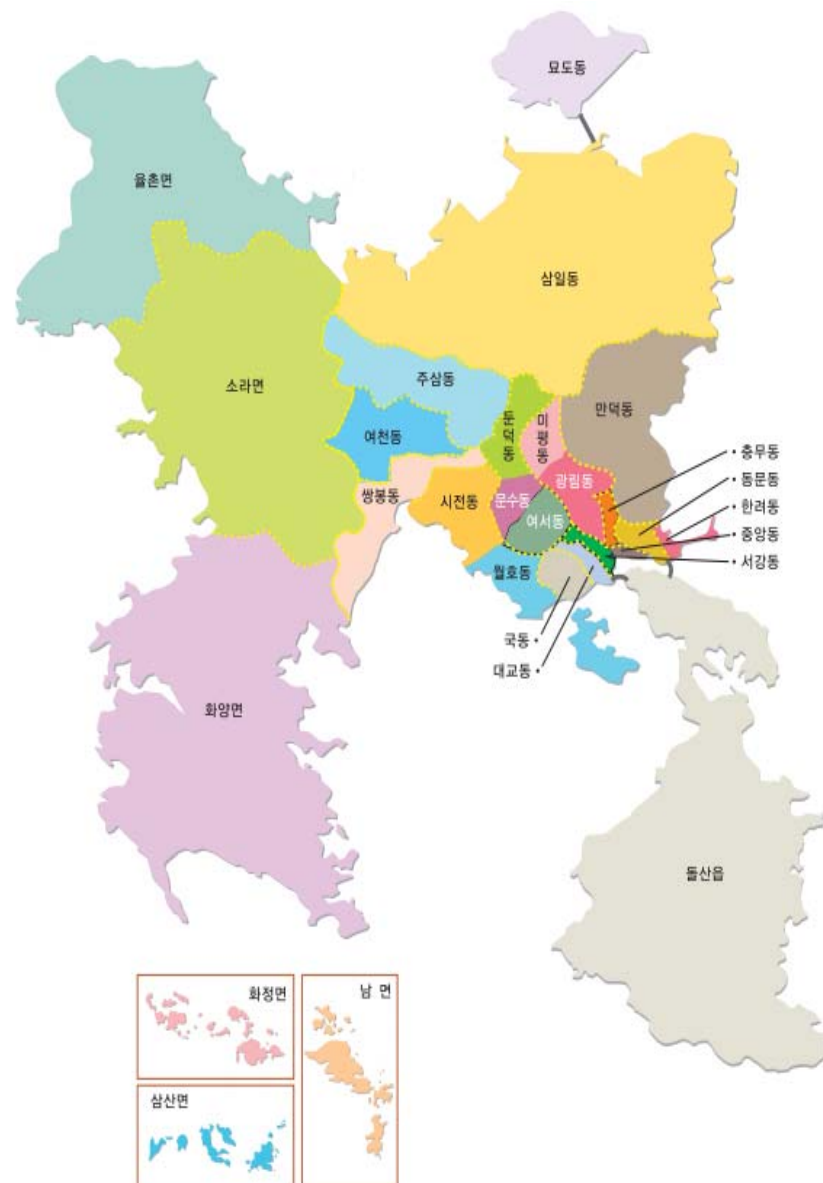 묘도동
율촌면
삼일동
주삼동
소라면
만덕동
둔덕동
미평동
여천동
충무동
광림동
동문동
쌍봉동
시전동
문수동
한려동
여서동
중앙동
서강동
월호동
국동
대교동
화양면
돌산읍
화정면
남 면
삼산면